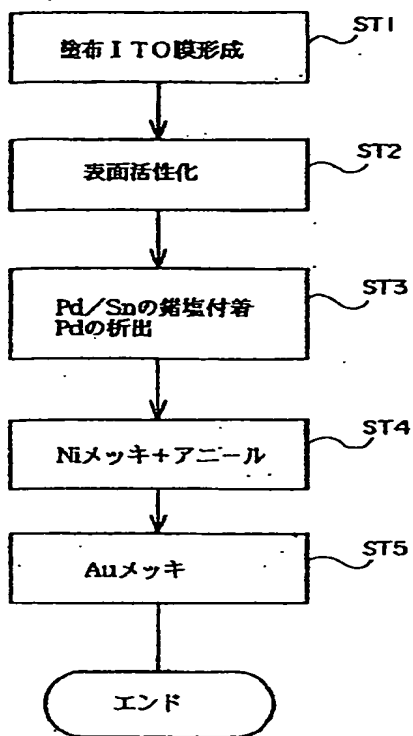 塗布ITO膜形成
ST1
表面活性化
ST2
Pd/Snの錯塩付着
Pdの析出
ST3
Niメッキ+アニール
ST4
Auメッキ
ST5
エンド